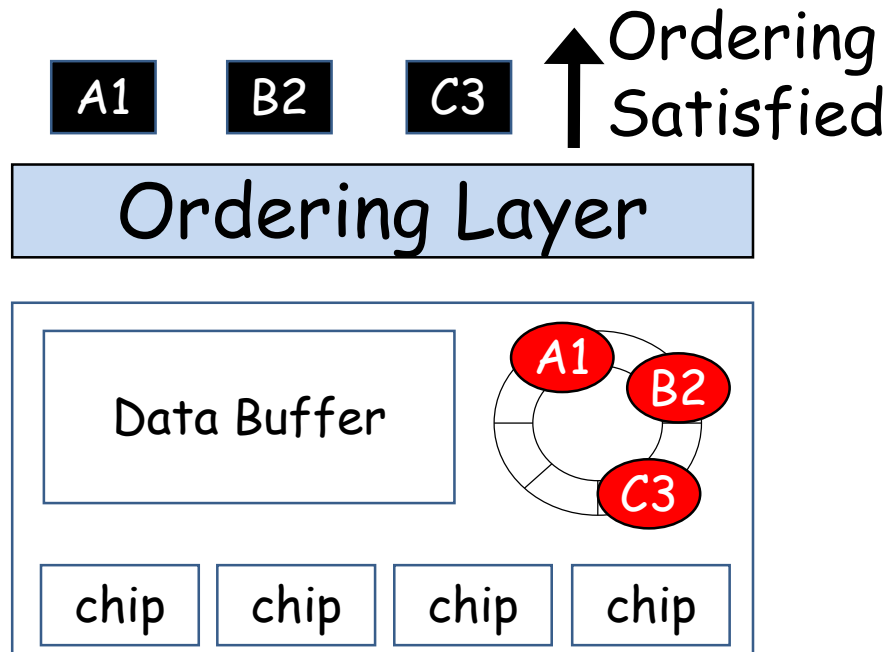 Ordering
Satisfied
A1 B2 C3
Ordering Layer
Data Buffer
A1
B2
C3
chip chip chip chip